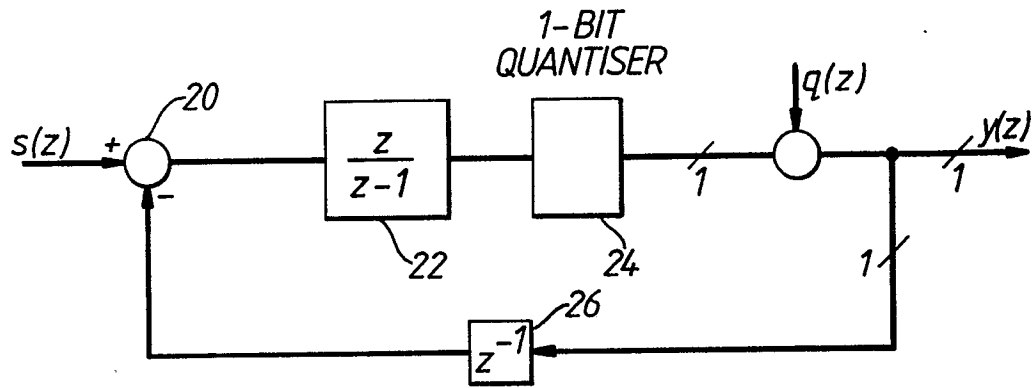 1-BIT
QUANTISER
q(z)
20
s(z)
+
-
z
z-1
1
y(z)
1
22
24
1
26
z⁻¹